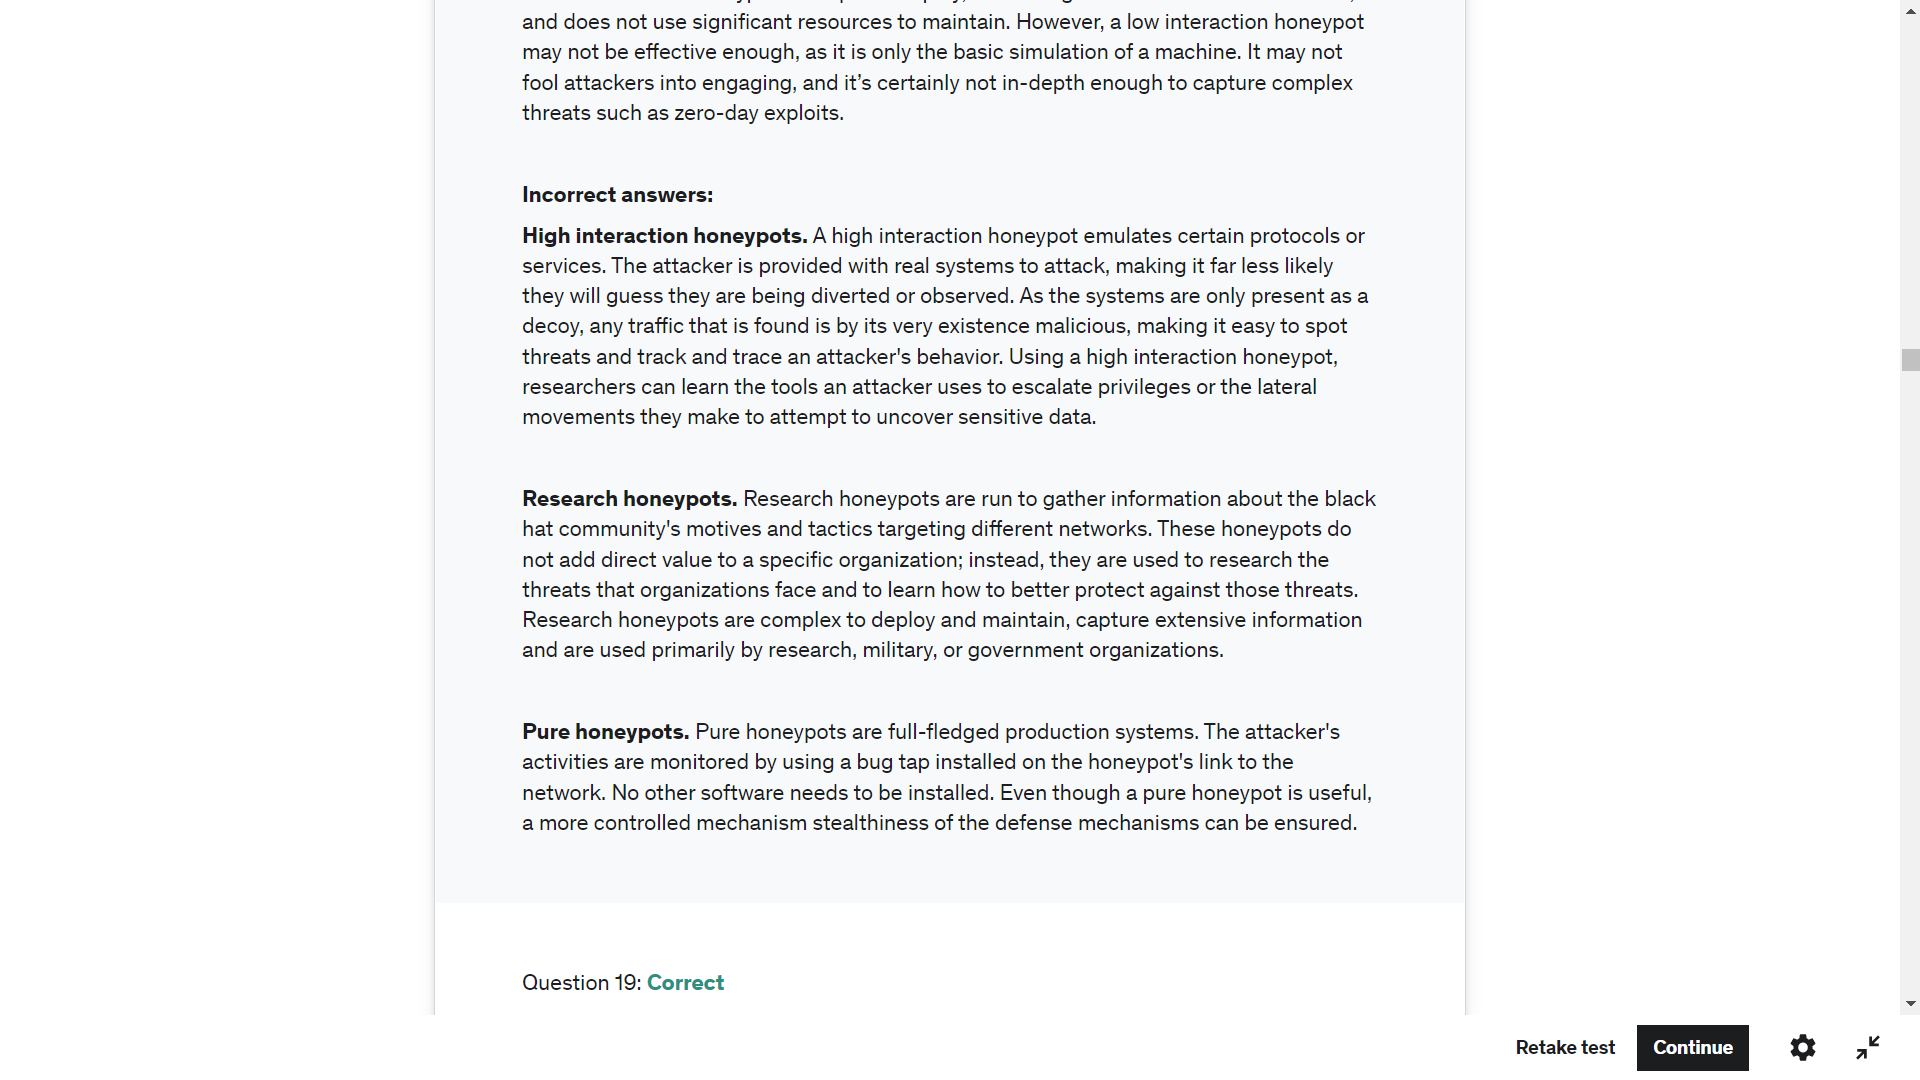 and does not use significant resources to maintain. However, a low interaction honeypot
may not be effective enough, as it is only the basic simulation of a machine. It may not
fool attackers into engaging, and it’s certainly not in-depth enough to capture complex
threats such as zero-day exploits.
Incorrect answers:
High interaction honeypots. A high interaction honeypot emulates certain protocols or
services. The attacker is provided with real systems to attack, making it far less likely
they will guess they are being diverted or observed. As the systems are only present as a
decoy, any traffic that is found is by its very existence malicious, making it easy to spot
threats and track and trace an attacker's behavior. Using a high interaction honeypot,
researchers can learn the tools an attacker uses to escalate privileges or the lateral
movements they make to attempt to uncover sensitive data.
Research honeypots. Research honeypots are run to gather information about the black
hat community's motives and tactics targeting different networks. These honeypots do
not add direct value to a specific organization; instead, they are used to research the
threats that organizations face and to learn how to better protect against those threats.
Research honeypots are complex to deploy and maintain, capture extensive information
and are used primarily by research, military, or government organizations.
Pure honeypots. Pure honeypots are full-fledged production systems. The attacker's
activities are monitored by using a bug tap installed on the honeypot's link to the
network. No other software needs to be installed. Even though a pure honeypot is useful,
a more controlled mechanism stealthiness of the defense mechanisms can be ensured.
Question 19: Correct
Retake test
Continue